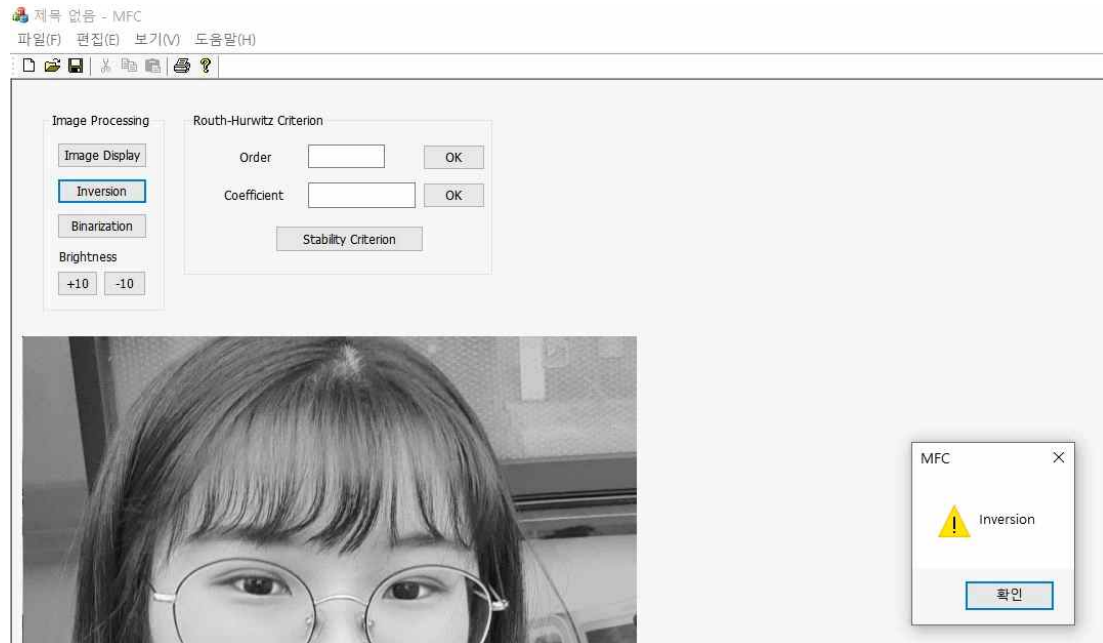 제목 없음 - MFC
파일(F) 편집(E) 보기(V) 도움말(H)
Image Processing
Image Display
Inversion
Binarization
Brightness
+10 -10
Routh-Hurwitz Criterion
Order OK
Coefficient OK
Stability Criterion
MFC
Inversion
확인